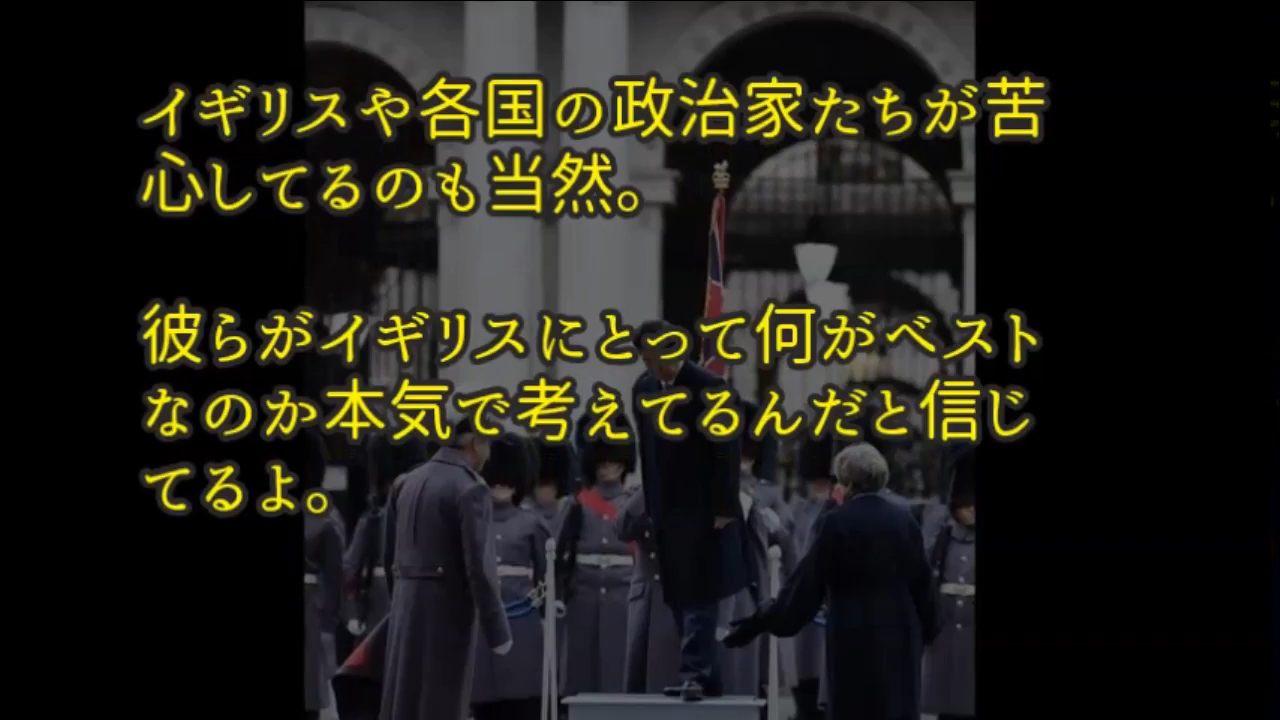 イギリスや各国の政治家たちが苦
心してるのも当然。
彼らがイギリスにとって何がベスト
なのか本気で考えてるんだと信じ
てるよ。